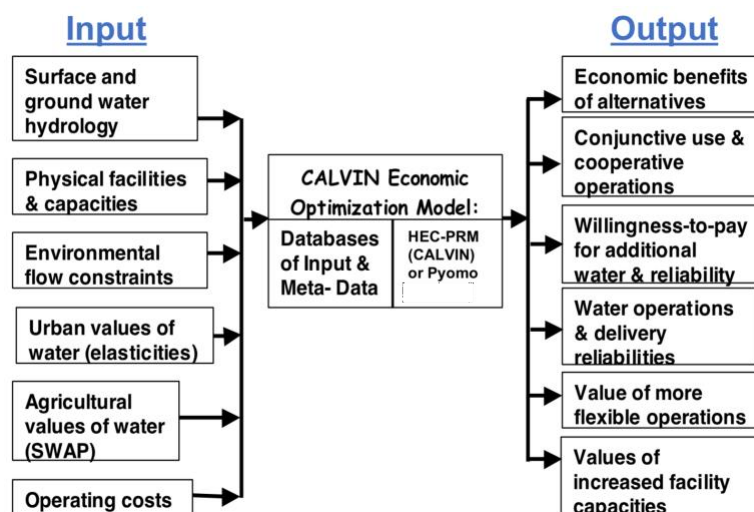 Input
Surface and
ground water
hydrology
Physical facilities
& capacities
Environmental
flow constraints
Urban values of
water (elasticities)
Agricultural
values of water
(SWAP)
Operating costs
CALVIN Economic
Optimization Model:
Databases
of Input &
Meta- Data
HEC-PRM
(CALVIN)
or Pyomo
Output
Economic benefits
of alternatives
Conjunctive use &
cooperative
operations
Willingness-to-pay
for additional
water & reliability
Water operations
& delivery
reliabilities
Value of more
flexible operations
Values of
increased facility
capacities